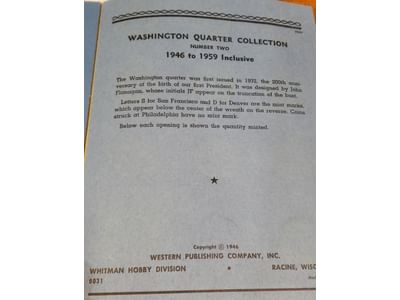 WASHINGTON QUARTER COLLECTION
NUMBER TWO
1946 to 1959 Inclusive
The Washington quarter was first issued in 1932, the 200th anni-
versary of the birth of our first President. It was designed by John
Flanagan, whose initials JF appear on the truncation of the bust.
Letters S for San Francisco and D for Denver are the mint marks,
which appear below the center of the wreath on the reverse. Coins
struck at Philadelphia have no mint mark.
Below each opening is shown the quantity minted.
Copyright © 1946
WESTERN PUBLISHING COMPANY, INC.
WHITMAN HOBBY DIVISION ★ RACINE, WISC
9031